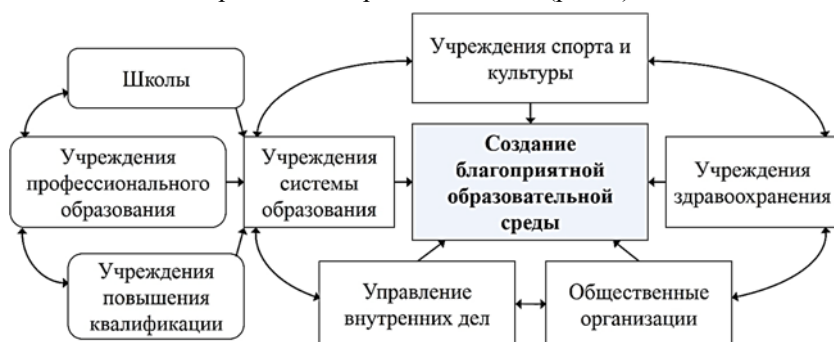 Учреждения спорта и
культуры
Школы
Учреждения
профессионального
образования
Учреждения
системы
образования
Создание
благоприятной
образовательной
среды
Учреждения
здравоохранения
Учреждения
повышения
квалификации
Управление
внутренних дел
Общественные
организации